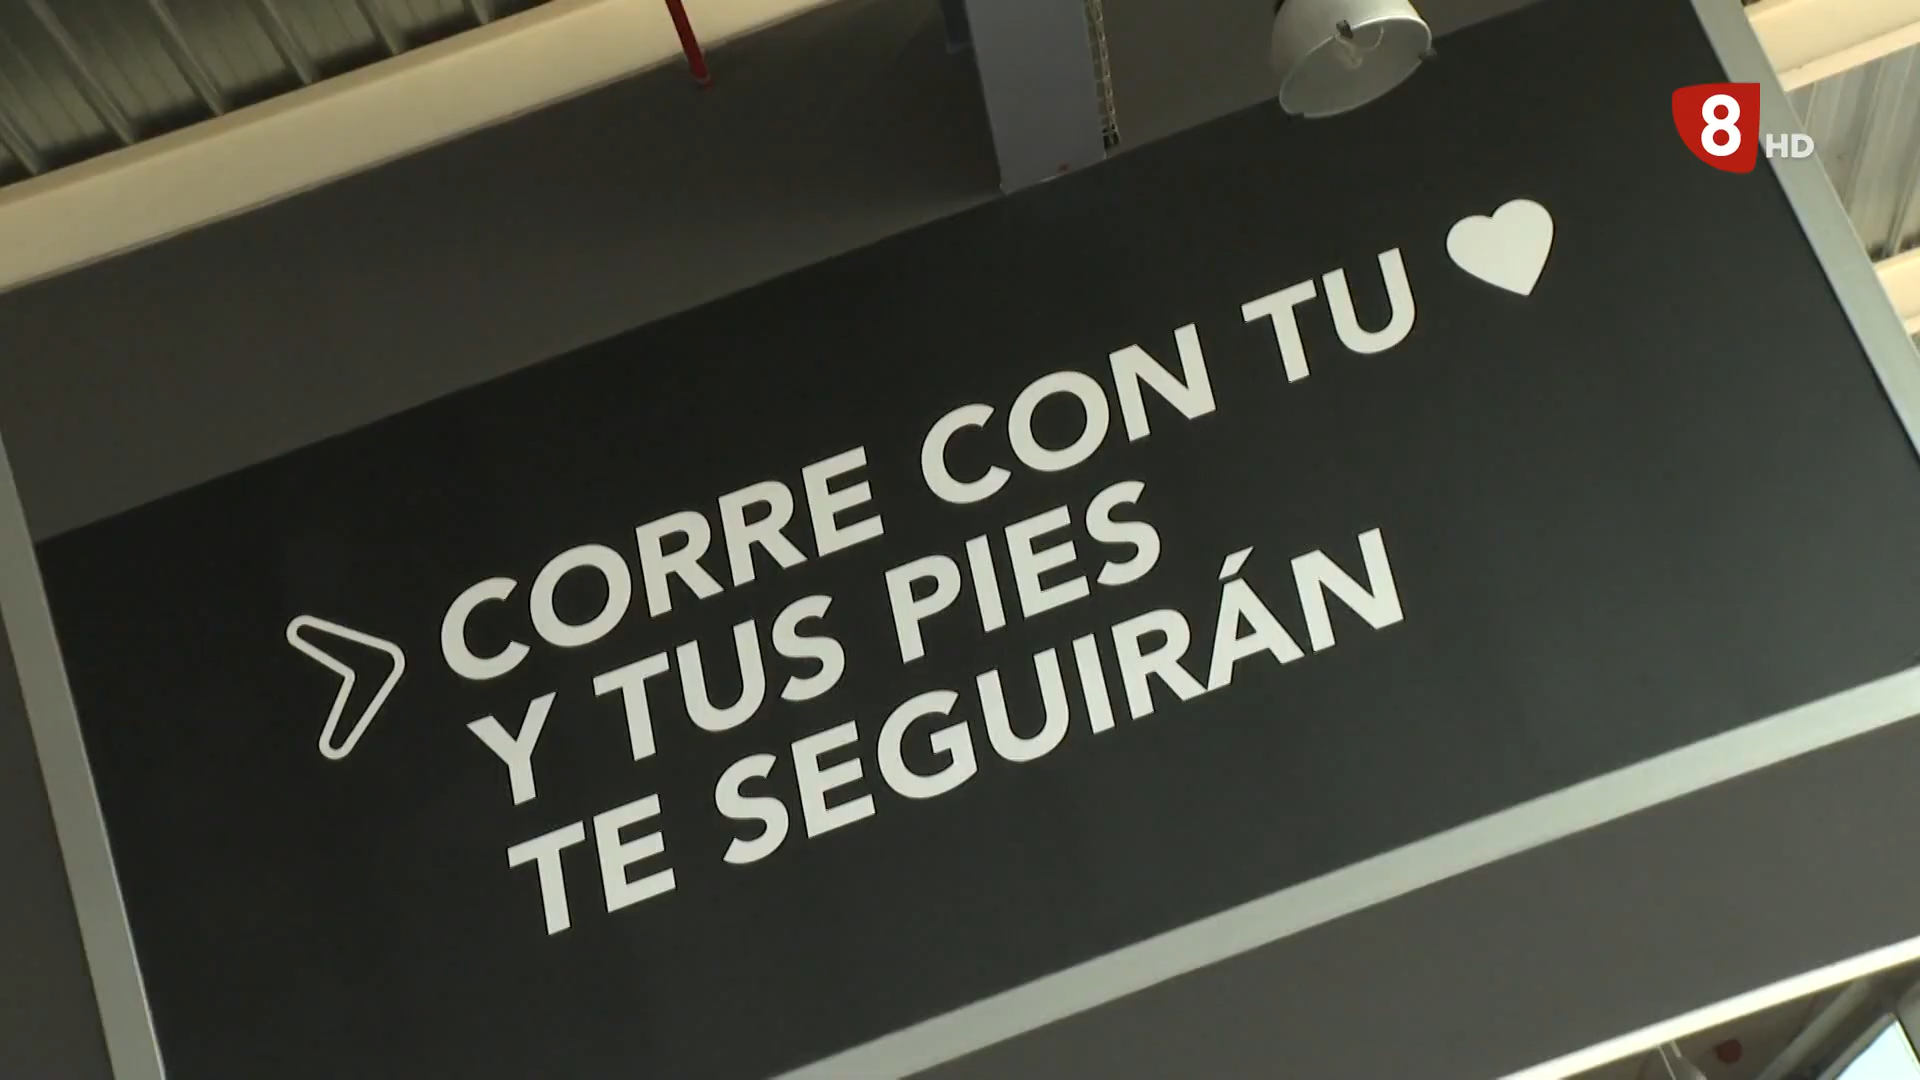 8 HD
CORRE CON TU ♥
Y TUS PIES
TE SEGUIRÁN